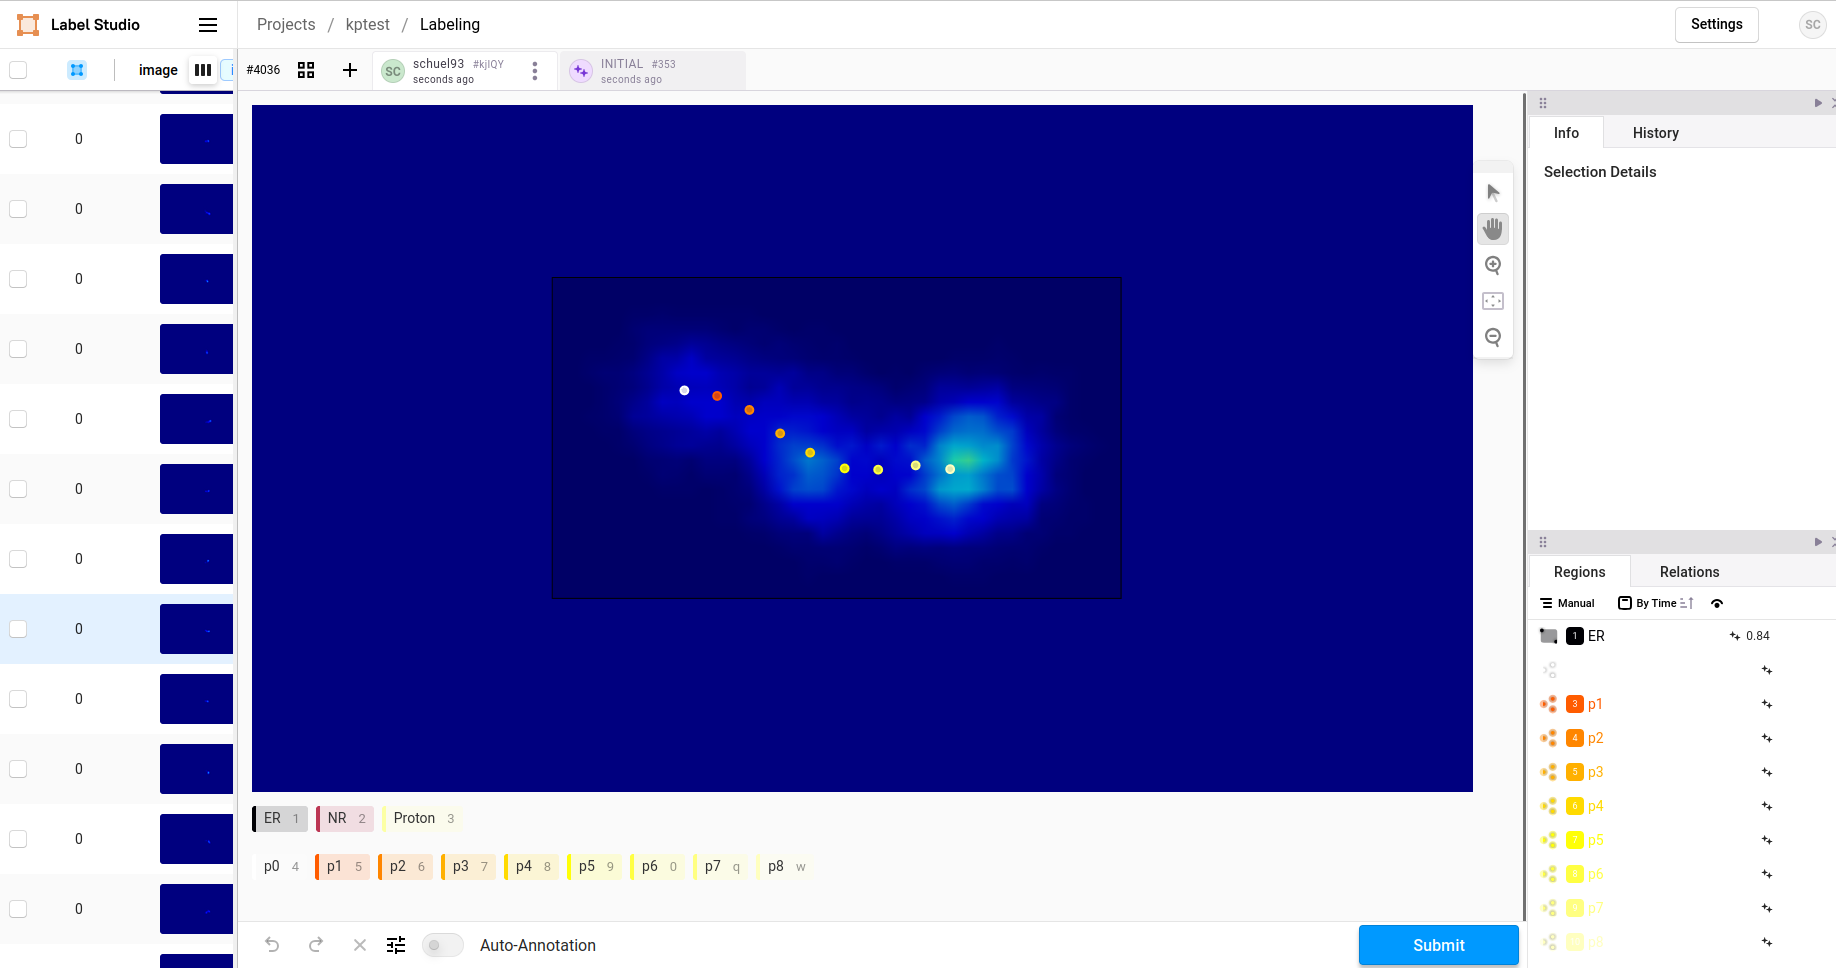 Label Studio
Projects / kptest / Labeling
Settings
SC
image
i
#4036
SC
schuel93 #kjlQY
seconds ago
INITIAL #353
seconds ago
0
0
0
0
0
0
0
0
0
0
0
0
Info
History
Selection Details
Regions
Relations
Manual
By Time
1 ER 0.84
3 p1
4 p2
5 p3
6 p4
7 p5
8 p6
9 p7
p8
ER 1
NR 2
Proton 3
p0 4
p1 5
p2 6
p3 7
p4 8
p5 9
p6 0
p7 q
p8 w
Auto-Annotation
Submit